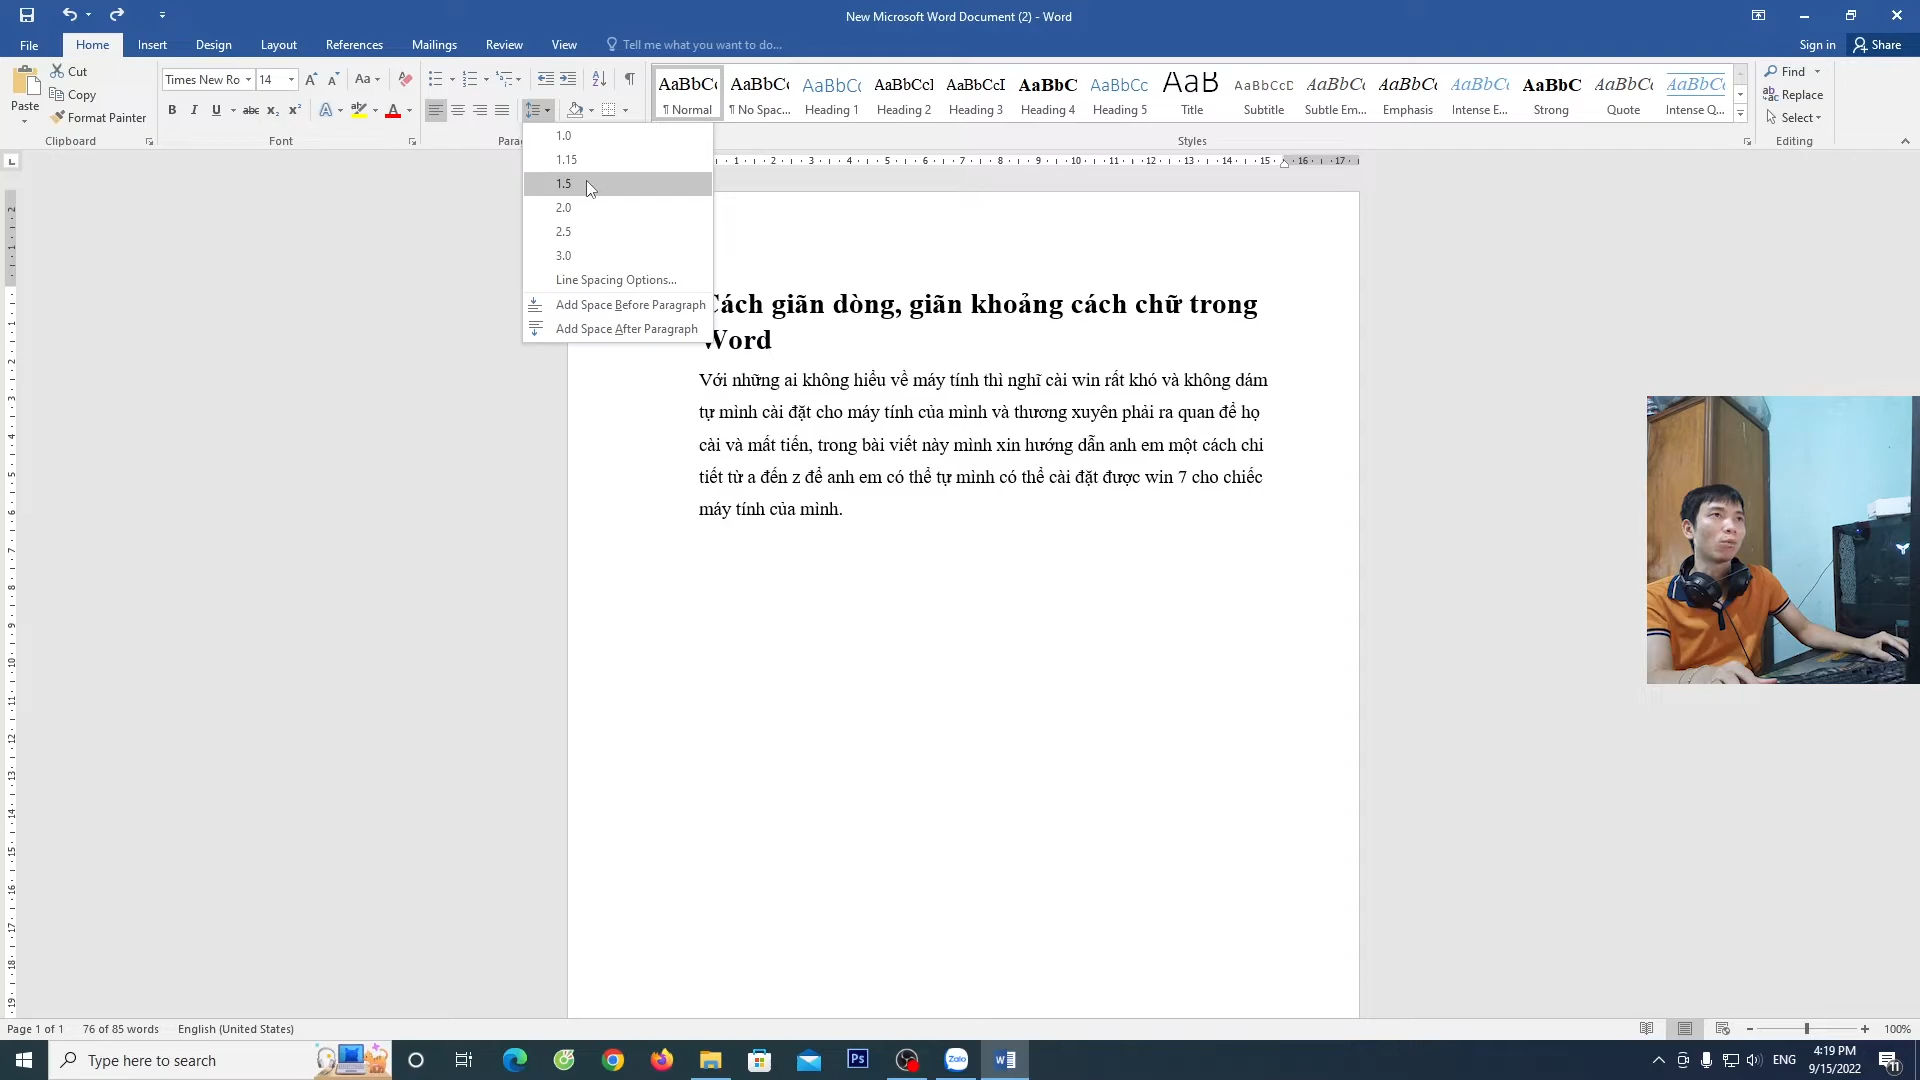 New Microsoft Word Document (2) - Word
File Home Insert Design Layout References Mailings Review View Tell me what you want to do... Sign in Share
Paste
Cut
Copy
Format Painter
Clipboard
Times New Ro 14
Font
1.0
1.15
1.5
2.0
2.5
3.0
Line Spacing Options...
Add Space Before Paragraph
Add Space After Paragraph
AaBbC AaBbC AaBbC AaBbCcI AaBbCcI AaBbC AaBbC AaB AaBbCcD AaBbC AaBbC AaBbC AaBbC AaBbC AaBbC
¶ Normal ¶ No Spac... Heading 1 Heading 2 Heading 3 Heading 4 Heading 5 Title Subtitle Subtle Em... Emphasis Intense E... Strong Quote Intense Q...
Styles
Find
Replace
Select
Editing
Cách giãn dòng, giãn khoảng cách chữ trong
Word
Với những ai không hiểu về máy tính thì nghĩ cài win rất khó và không dám
tự mình cài đặt cho máy tính của mình và thương xuyên phải ra quan để họ
cài và mất tiến, trong bài viết này mình xin hướng dẫn anh em một cách chi
tiết từ a đến z để anh em có thể tự mình có thể cài đặt được win 7 cho chiếc
máy tính của mình.
Page 1 of 1 76 of 85 words English (United States) 100%
Type here to search
Ps
Zalo
ENG
4:19 PM
9/15/2022
11